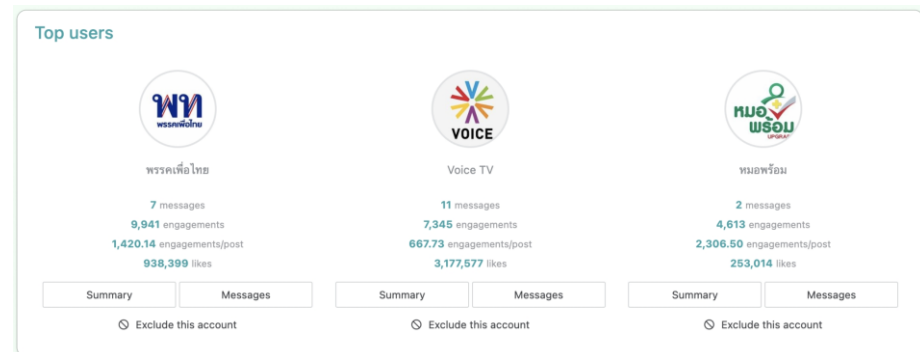 Top users
พท
พรรคเพื่อไทย
พรรคเพื่อไทย
7 messages
9,941 engagements
1,420.14 engagements/post
938,399 likes
Summary
Messages
Exclude this account
VOICE
Voice TV
11 messages
7,345 engagements
667.73 engagements/post
3,177,577 likes
Summary
Messages
Exclude this account
หมอ
พร้อม
UPGRADE
หมอพร้อม
2 messages
4,613 engagements
2,306.50 engagements/post
253,014 likes
Summary
Messages
Exclude this account